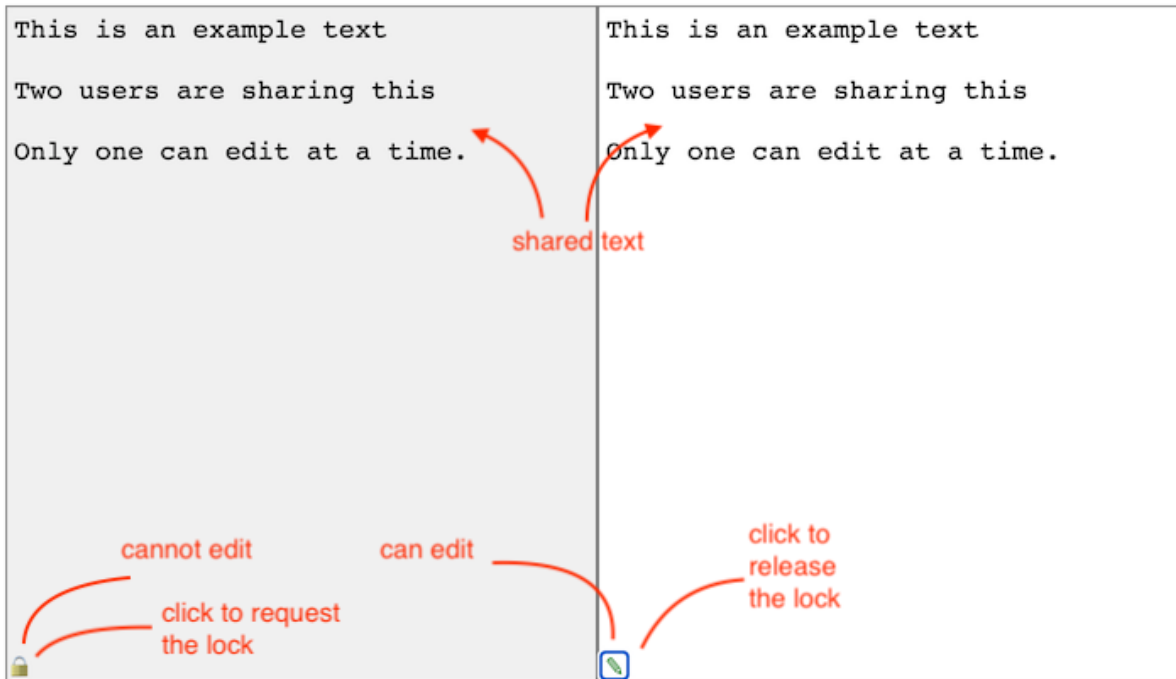 This is an example text
Two users are sharing this
Only one can edit at a time.
This is an example text
Two users are sharing this
Only one can edit at a time.
shared text
cannot edit
click to request
the lock
can edit
click to
release
the lock